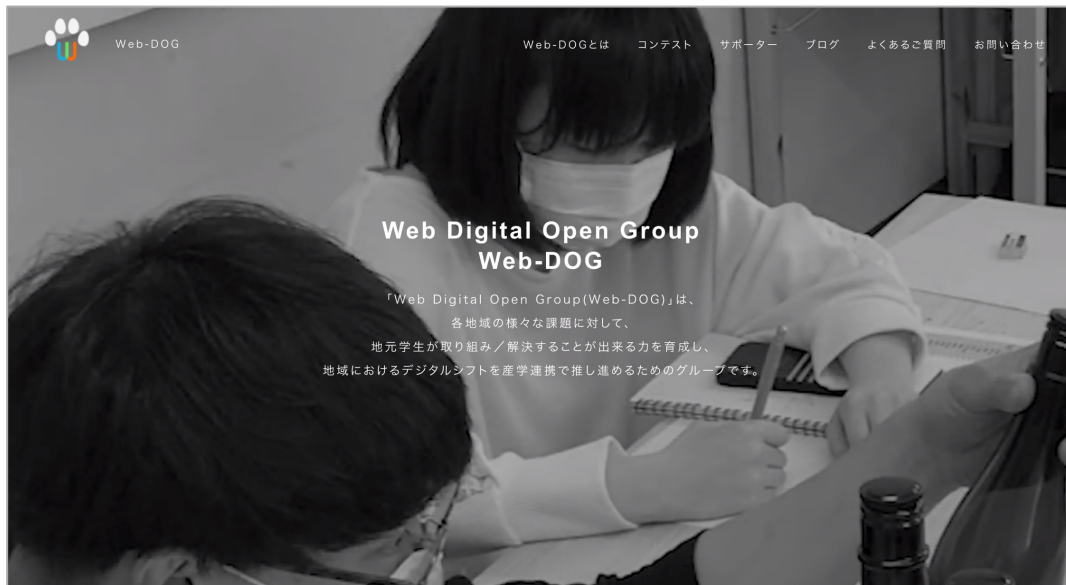 Web-DOG
Web-DOGとは コンテスト サポーター ブログ よくあるご質問 お問い合わせ
Web Digital Open Group
Web-DOG
「Web Digital Open Group(Web-DOG)」は、
各地域の様々な課題に対して、
地元学生が取り組み／解決することが出来る力を育成し、
地域におけるデジタルシフトを産学連携で推し進めるためのグループです。